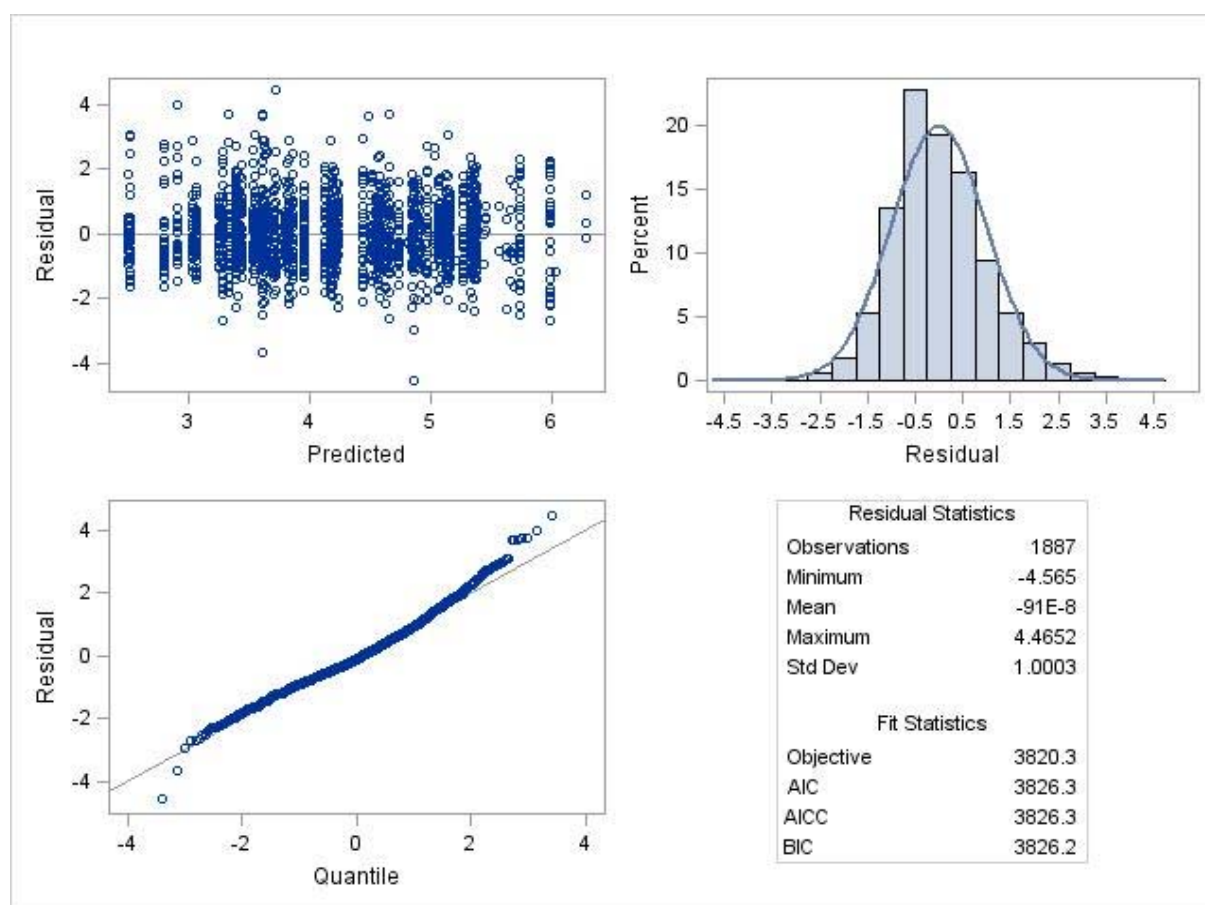 4
2
0
-2
-4
Residual
3 4 5 6
Predicted
20
15
10
5
0
Percent
-4.5 -3.5 -2.5 -1.5 -0.5 0.5 1.5 2.5 3.5 4.5
Residual
4
2
0
-2
-4
Residual
-4 -2 0 2 4
Quantile
Residual Statistics
Observations 1887
Minimum -4.565
Mean -91E-8
Maximum 4.4652
Std Dev 1.0003
Fit Statistics
Objective 3820.3
AIC 3826.3
AICC 3826.3
BIC 3826.2